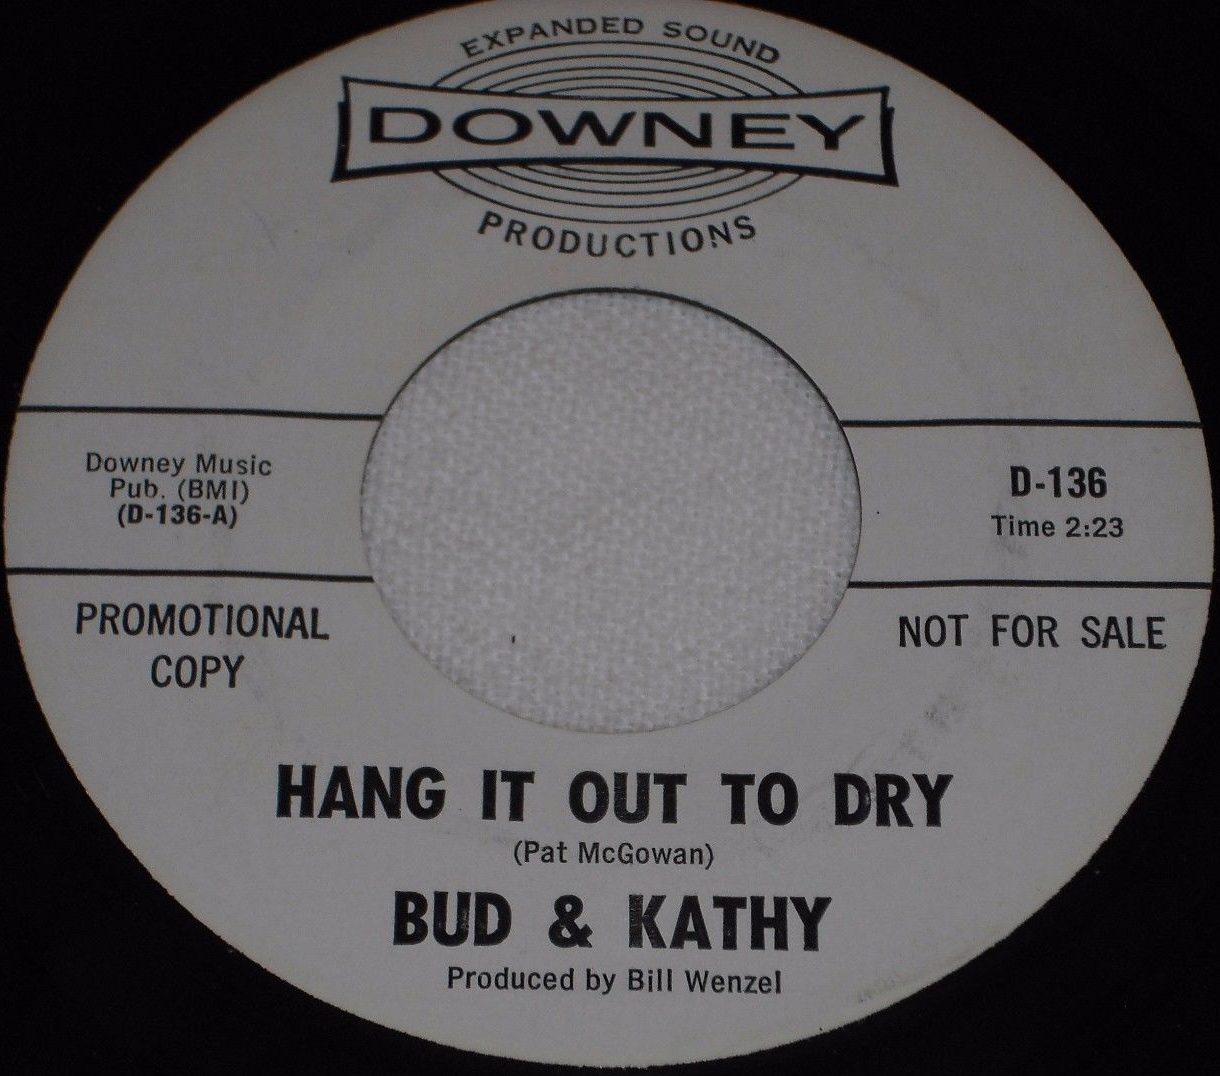 EXPANDED SOUND
DOWNEY
PRODUCTIONS
Downey Music
Pub. (BMI)
(D-136-A)
D-136
Time 2:23
PROMOTIONAL
COPY
NOT FOR SALE
HANG IT OUT TO DRY
(Pat McGowan)
BUD & KATHY
Produced by Bill Wenzel